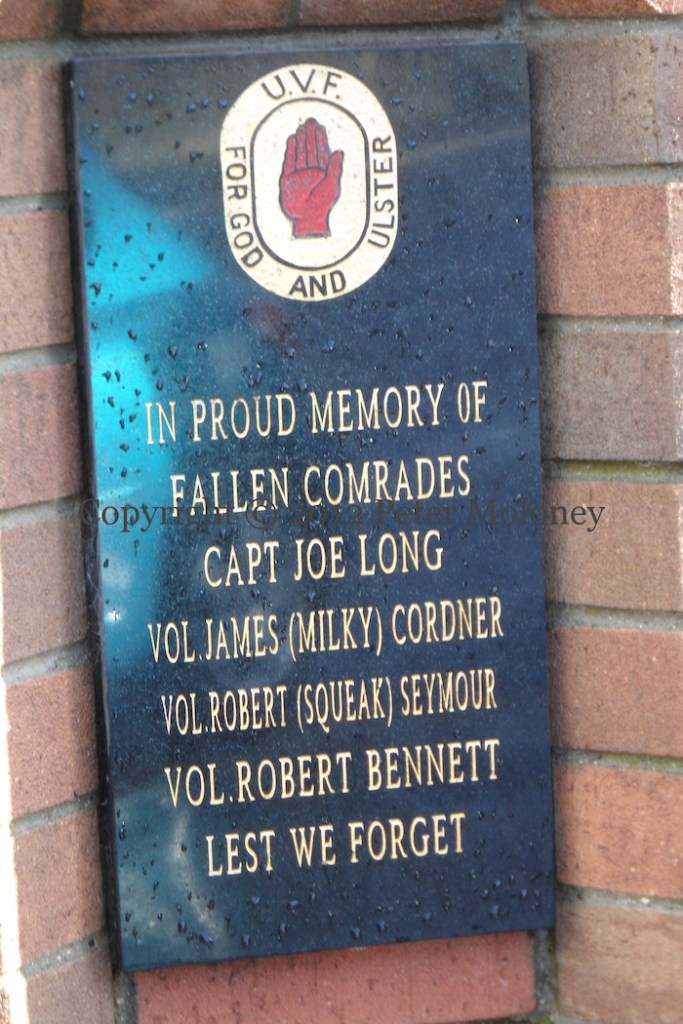 U.V.F.
FOR GOD
AND
ULSTER
IN PROUD MEMORY OF
FALLEN COMRADES
Copyright © 2012 Peter Mokiney
CAPT JOE LONG
VOL.JAMES (MILKY) CORDNER
VOL.ROBERT (SQUEAK) SEYMOUR
VOL.ROBERT BENNETT
LEST WE FORGET